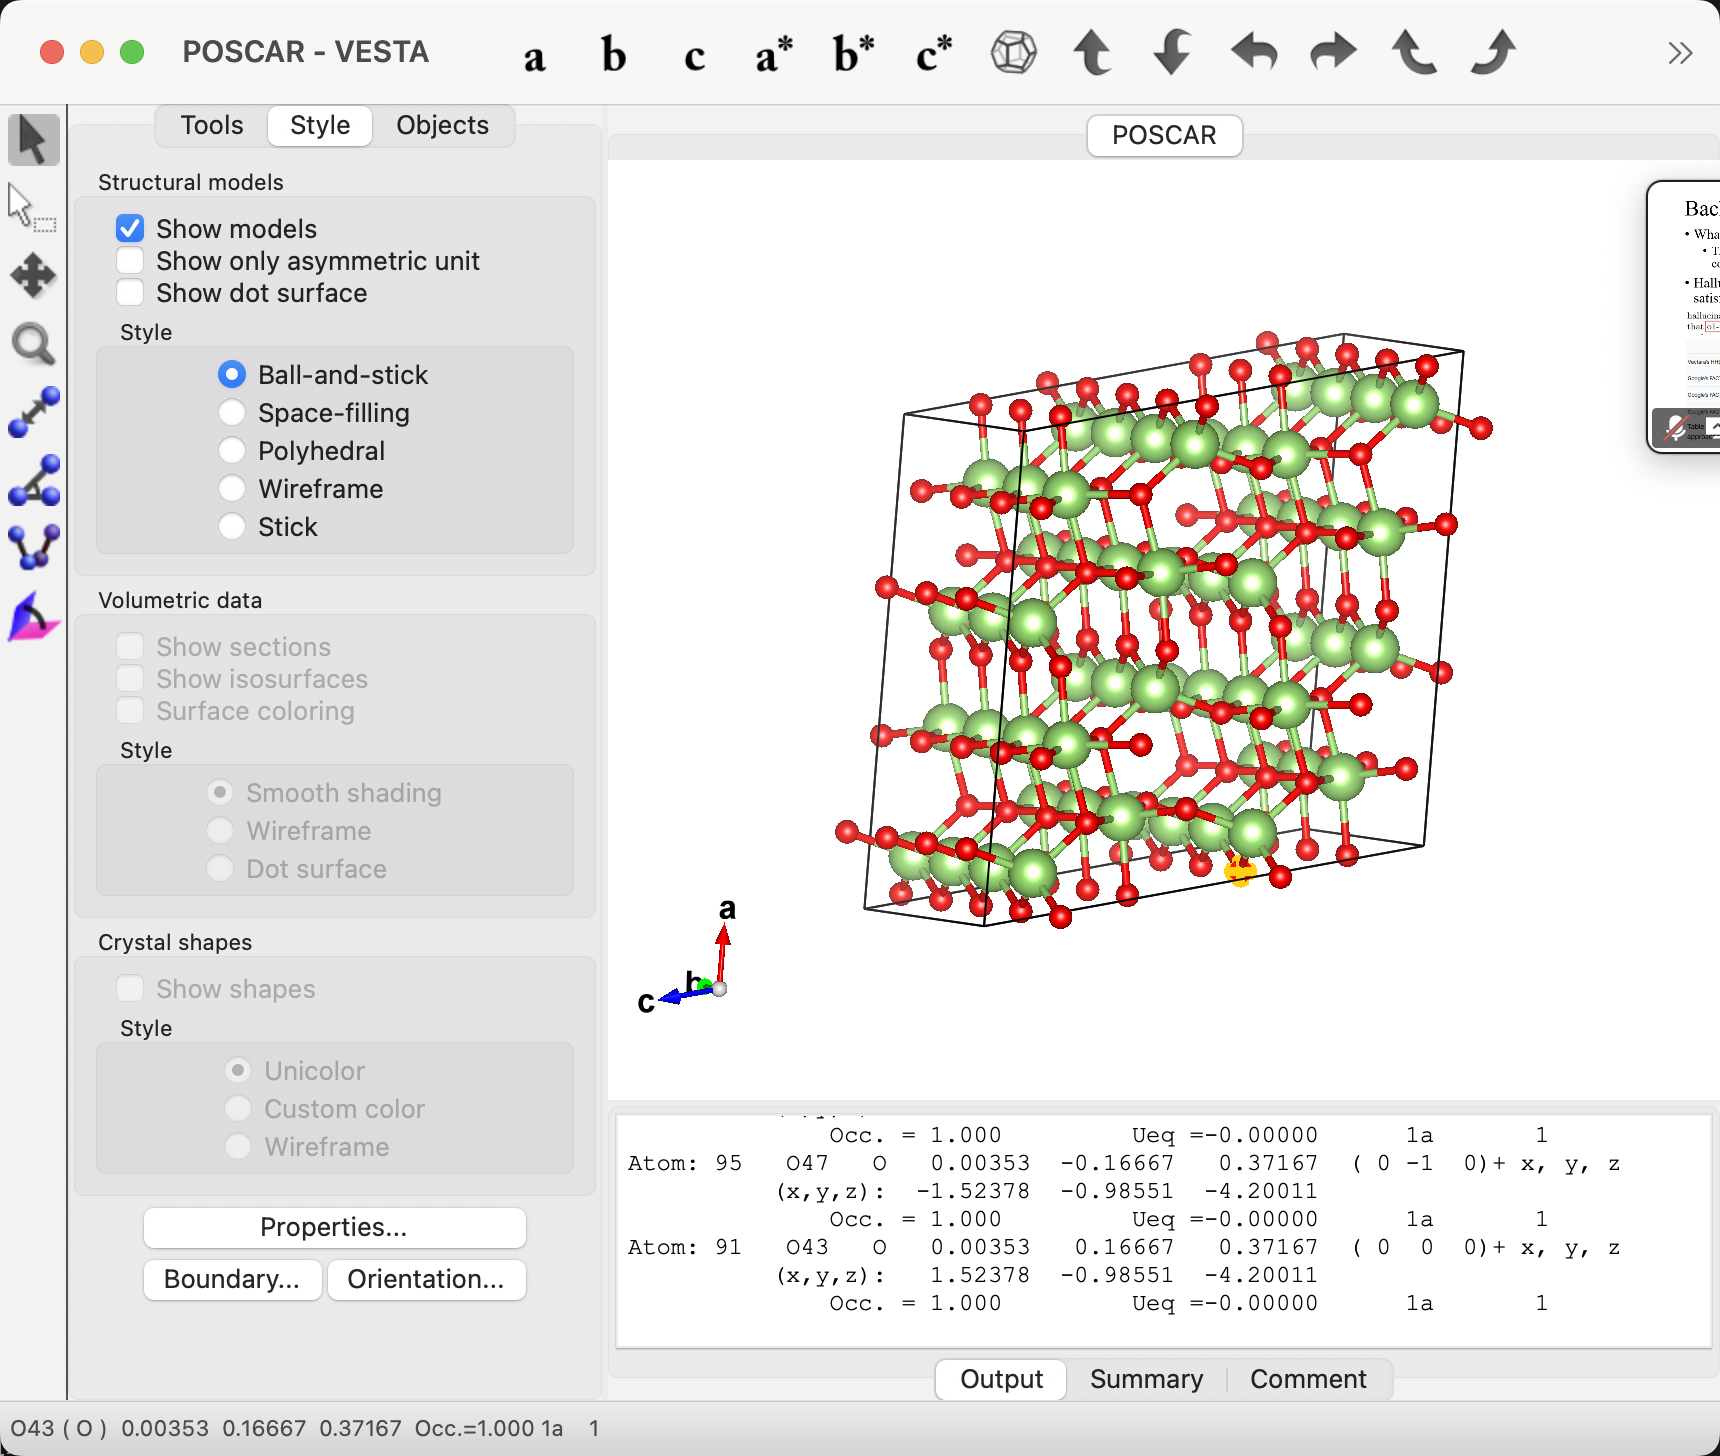 POSCAR - VESTA
a b c a* b* c*
Tools Style Objects
POSCAR
Structural models
Show models
Show only asymmetric unit
Show dot surface
Style
Ball-and-stick
Space-filling
Polyhedral
Wireframe
Stick
Volumetric data
Show sections
Show isosurfaces
Surface coloring
Style
Smooth shading
Wireframe
Dot surface
Crystal shapes
Show shapes
Style
Unicolor
Custom color
Wireframe
Properties...
Boundary... Orientation...
a
b
c
Occ. = 1.000 Ueq =-0.00000 1a 1
Atom: 95 O47 O 0.00353 -0.16667 0.37167 ( 0 -1 0)+ x, y, z
(x,y,z): -1.52378 -0.98551 -4.20011
Occ. = 1.000 Ueq =-0.00000 1a 1
Atom: 91 O43 O 0.00353 0.16667 0.37167 ( 0 0 0)+ x, y, z
(x,y,z): 1.52378 -0.98551 -4.20011
Occ. = 1.000 Ueq =-0.00000 1a 1
Output Summary Comment
O43 ( O ) 0.00353 0.16667 0.37167 Occ.=1.000 1a 1